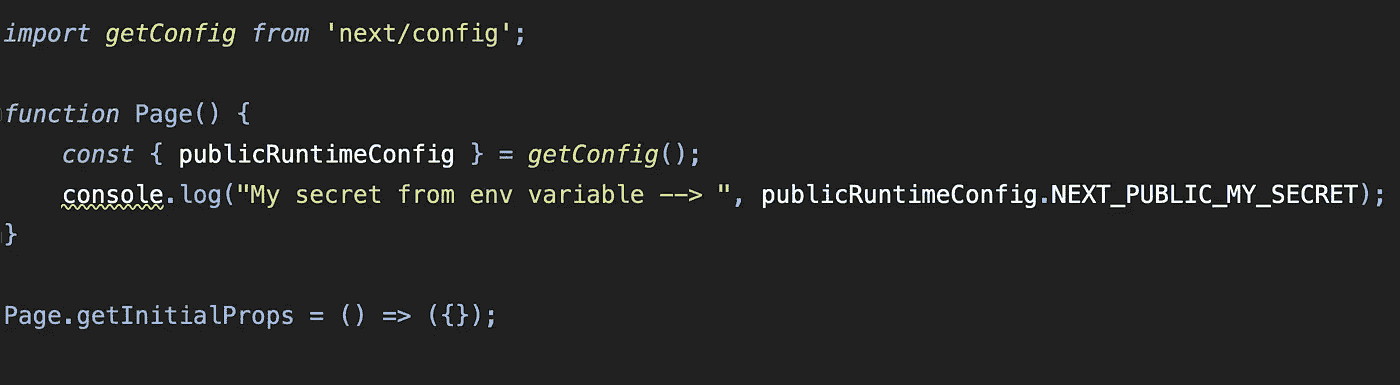 import getConfig from 'next/config';
function Page() {
const { publicRuntimeConfig } = getConfig();
console.log("My secret from env variable --> ", publicRuntimeConfig.NEXT_PUBLIC_MY_SECRET);
}
Page.getInitialProps = () => ({});